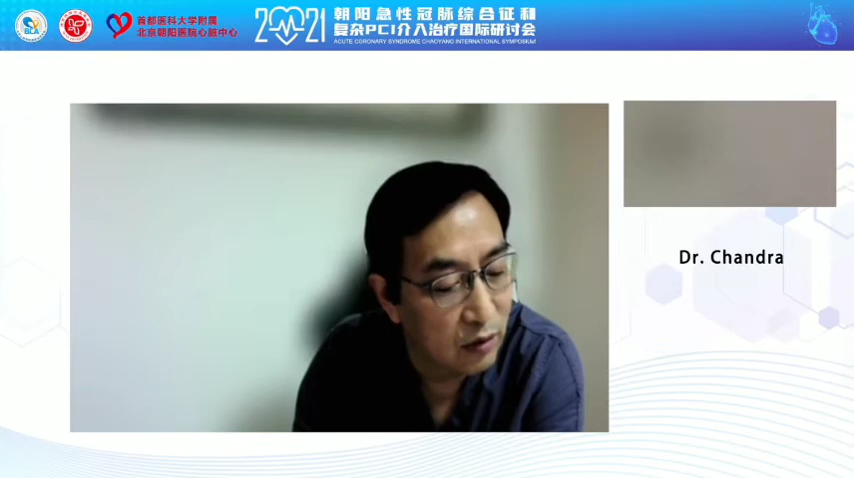 BLA
首都医科大学附属
北京朝阳医院心脏中心
2021
朝阳急性冠脉综合征和
复杂PCI介入治疗国际研讨会
ACUTE CORONARY SYNDROME CHAOYANG INTERNATIONAL SYMPOSIUM
Dr. Chandra